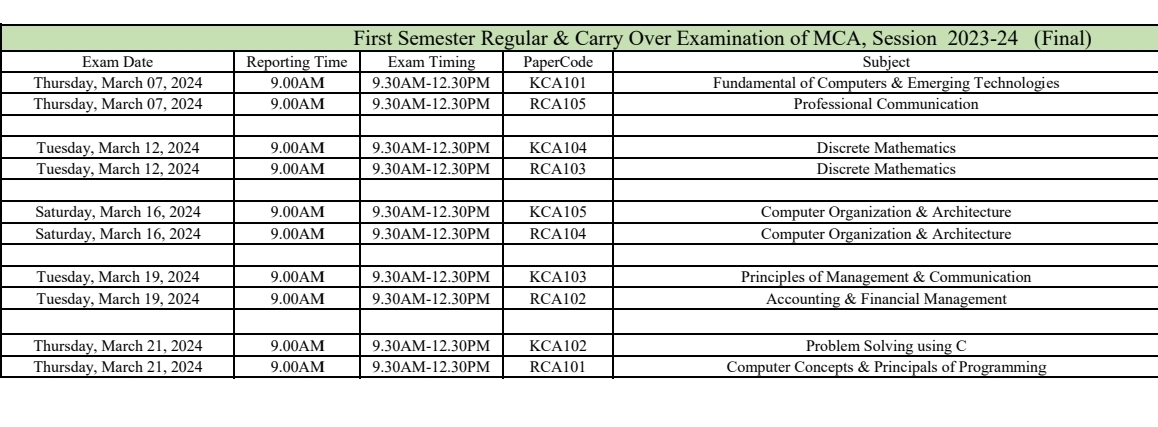 First Semester Regular & Carry Over Examination of MCA, Session 2023-24 (Final)
Exam Date Reporting Time Exam Timing PaperCode Subject
Thursday, March 07, 2024 9.00AM 9.30AM-12.30PM KCA101 Fundamental of Computers & Emerging Technologies
Thursday, March 07, 2024 9.00AM 9.30AM-12.30PM RCA105 Professional Communication
Tuesday, March 12, 2024 9.00AM 9.30AM-12.30PM KCA104 Discrete Mathematics
Tuesday, March 12, 2024 9.00AM 9.30AM-12.30PM RCA103 Discrete Mathematics
Saturday, March 16, 2024 9.00AM 9.30AM-12.30PM KCA105 Computer Organization & Architecture
Saturday, March 16, 2024 9.00AM 9.30AM-12.30PM RCA104 Computer Organization & Architecture
Tuesday, March 19, 2024 9.00AM 9.30AM-12.30PM KCA103 Principles of Management & Communication
Tuesday, March 19, 2024 9.00AM 9.30AM-12.30PM RCA102 Accounting & Financial Management
Thursday, March 21, 2024 9.00AM 9.30AM-12.30PM KCA102 Problem Solving using C
Thursday, March 21, 2024 9.00AM 9.30AM-12.30PM RCA101 Computer Concepts & Principals of Programming